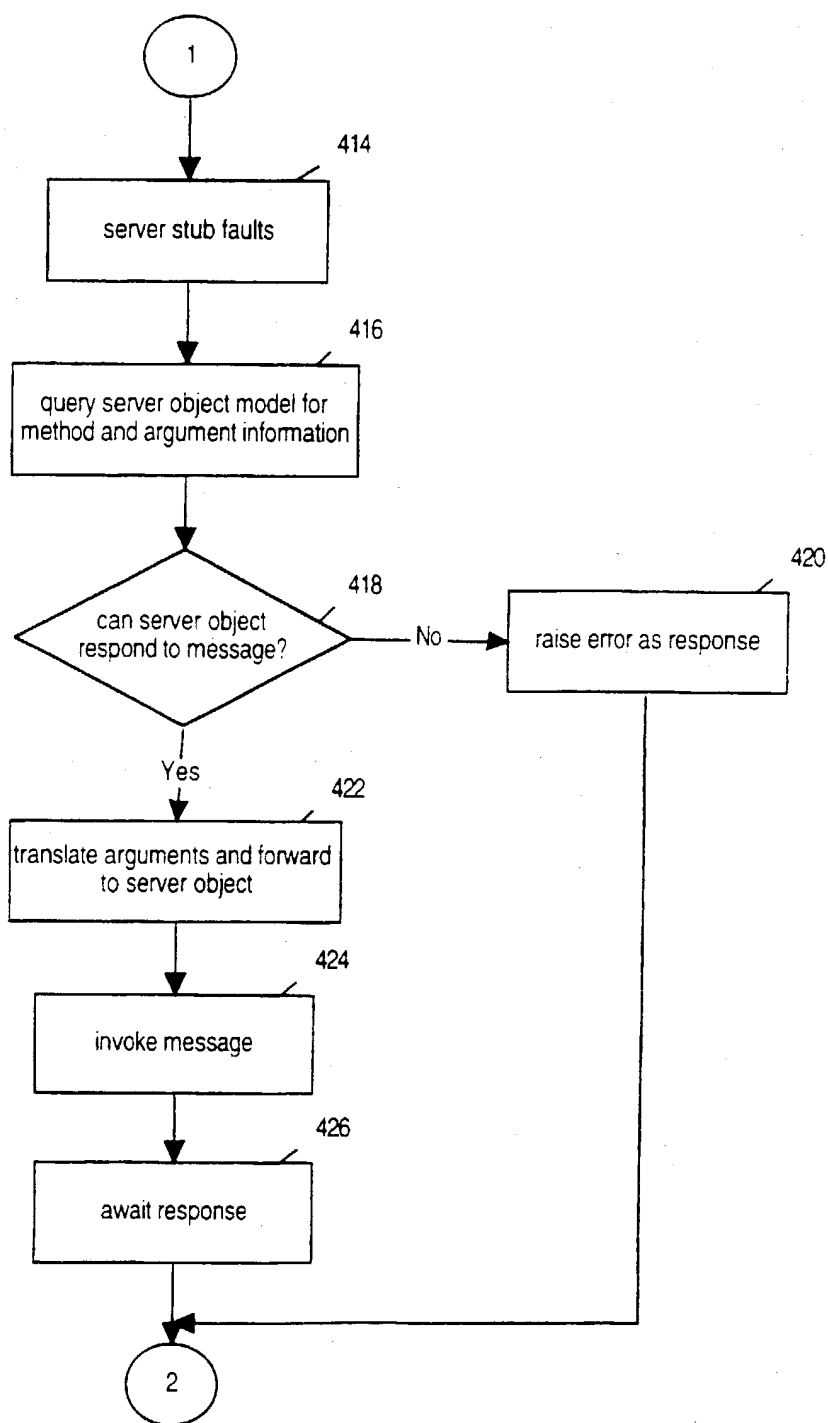 1
414
server stub faults
416
query server object model for
method and argument information
418
can server object
respond to message?
No
420
raise error as response
Yes
422
translate arguments and forward
to server object
424
invoke message
426
await response
2